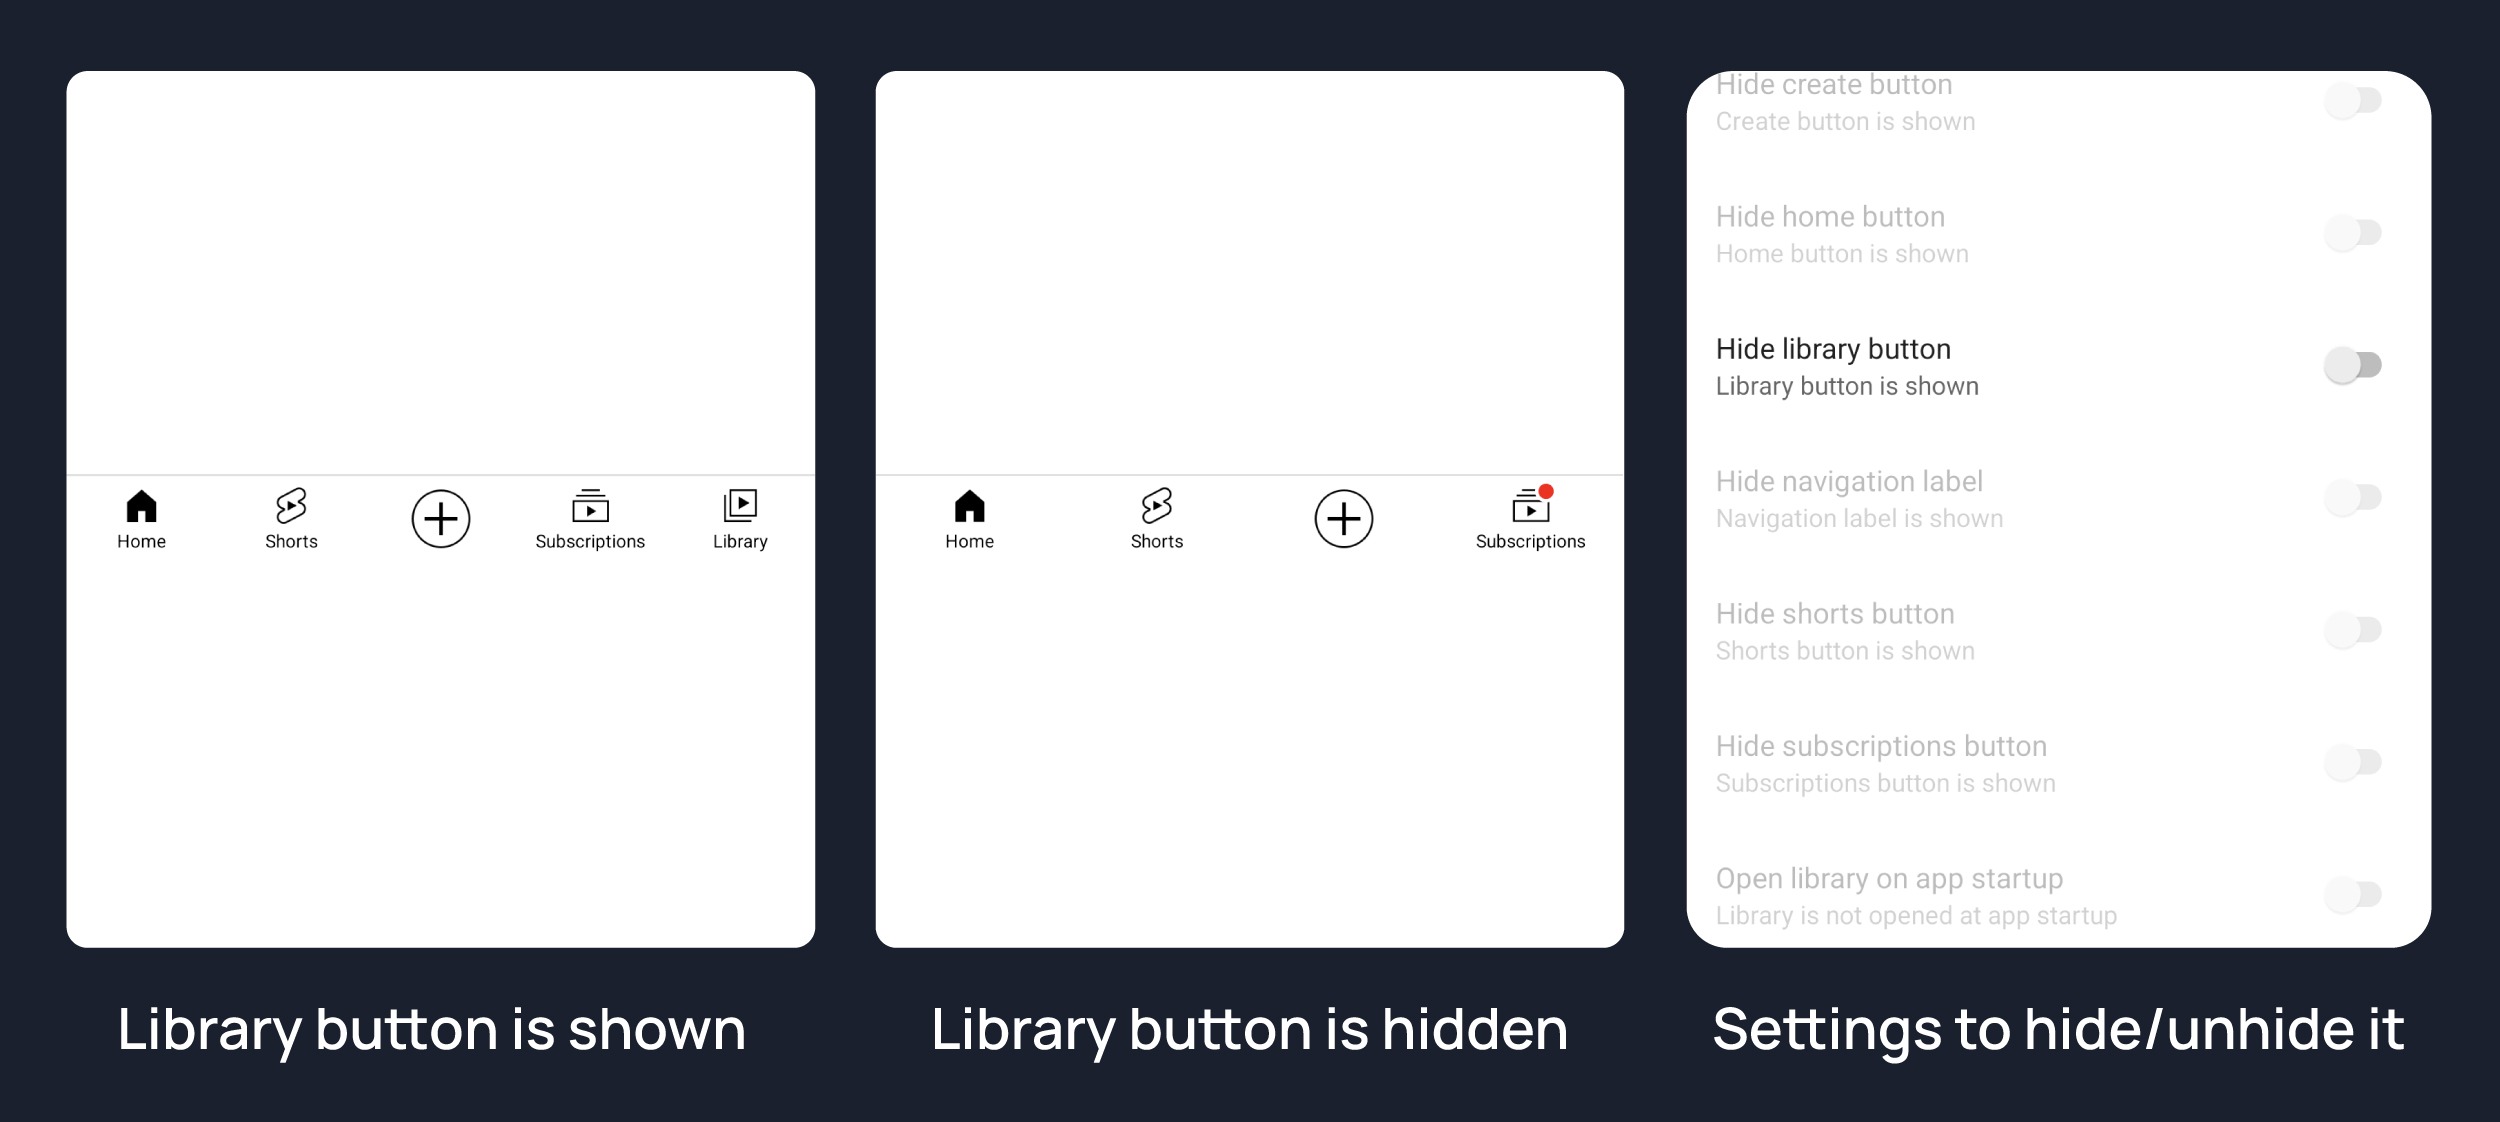 Home
Shorts
Subscriptions
Library
Library button is shown
Home
Shorts
Subscriptions
Library button is hidden
Hide create button
Create button is shown
Hide home button
Home button is shown
Hide library button
Library button is shown
Hide navigation label
Navigation label is shown
Hide shorts button
Shorts button is shown
Hide subscriptions button
Subscriptions button is shown
Open library on app startup
Library is not opened at app startup
Settings to hide/unhide it